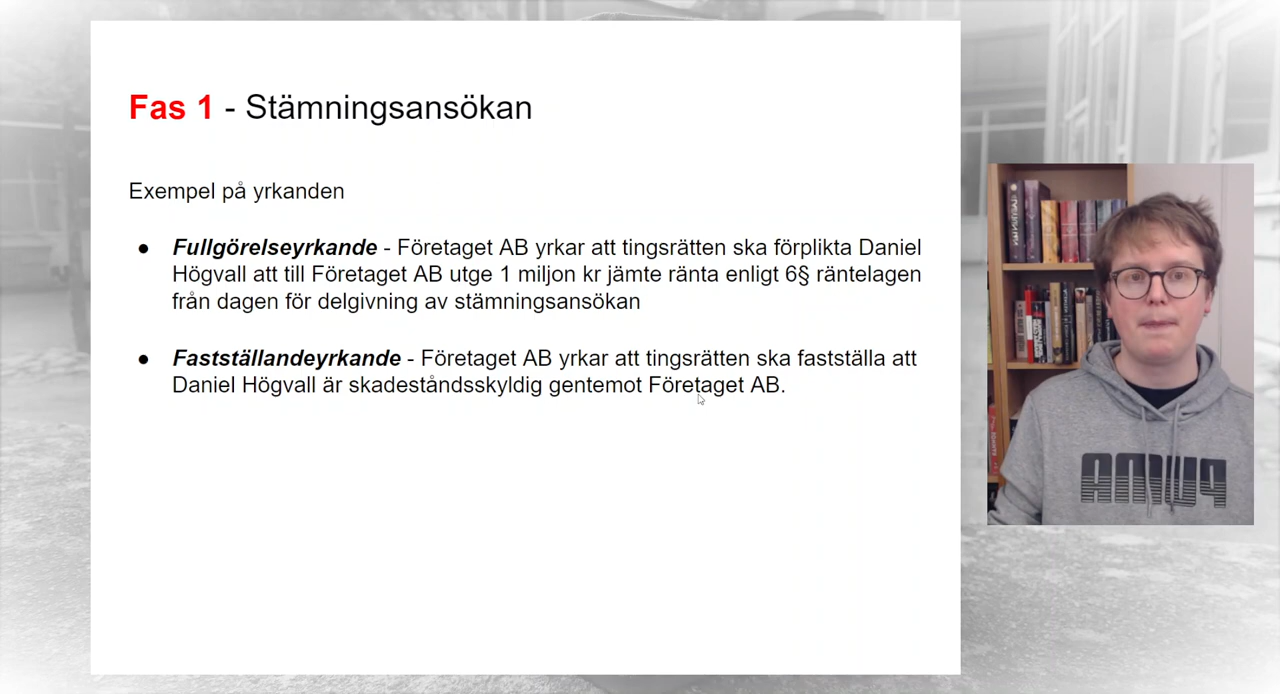 Fas 1 - Stämningsansökan
Exempel på yrkanden
● Fullgörelseyrkande - Företaget AB yrkar att tingsrätten ska förplikta Daniel
Högvall att till Företaget AB utge 1 miljon kr jämte ränta enligt 6§ räntelagen
från dagen för delgivning av stämningsansökan
● Fastställandeyrkande - Företaget AB yrkar att tingsrätten ska fastställa att
Daniel Högvall är skadeståndsskyldig gentemot Företaget AB.